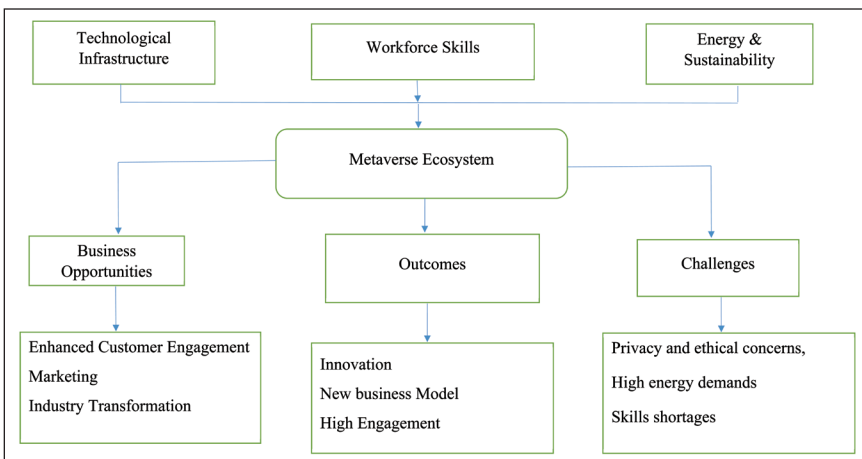 Technological
Infrastructure
Workforce Skills
Energy &
Sustainability
Metaverse Ecosystem
Business
Opportunities
Outcomes
Challenges
Enhanced Customer Engagement
Marketing
Industry Transformation
Innovation
New business Model
High Engagement
Privacy and ethical concerns,
High energy demands
Skills shortages